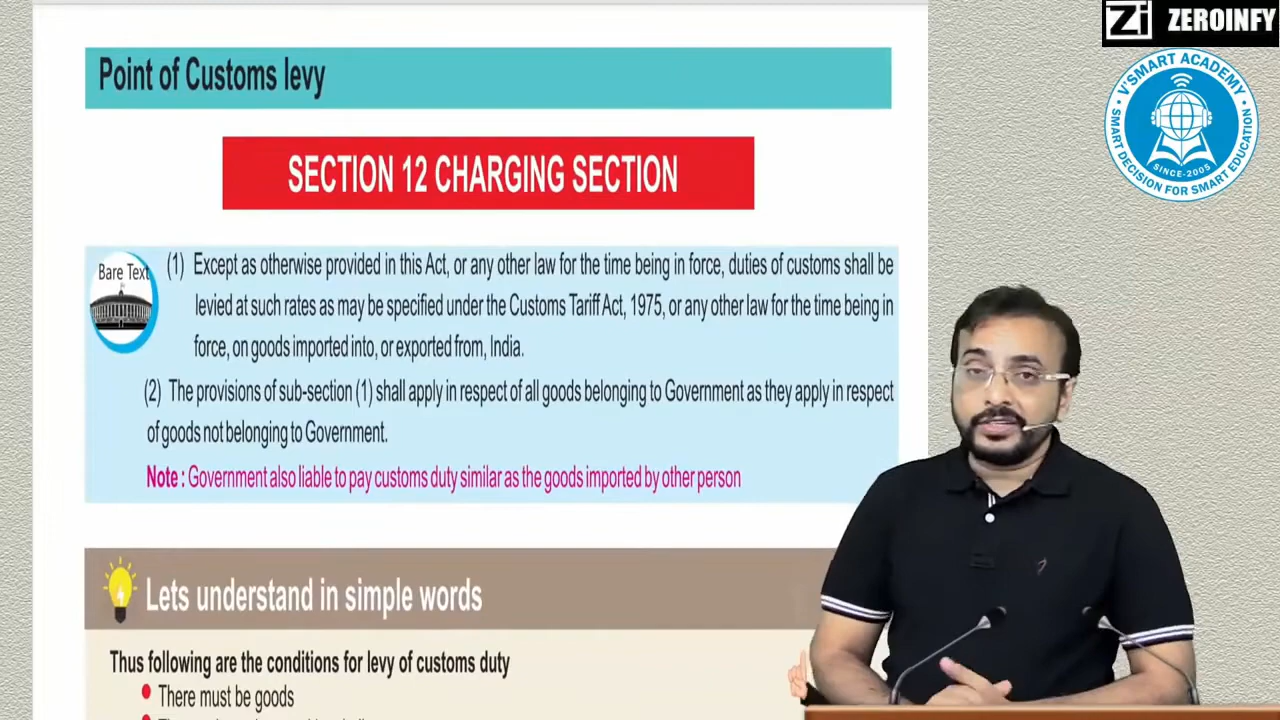 Zi ZEROINFY
V'SMART ACADEMY
SINCE-2005
SMART DECISION FOR SMART EDUCATION
Point of Customs levy
SECTION 12 CHARGING SECTION
Bare Text
(1) Except as otherwise provided in this Act, or any other law for the time being in force, duties of customs shall be
levied at such rates as may be specified under the Customs Tariff Act, 1975, or any other law for the time being in
force, on goods imported into, or exported from, India.
(2) The provisions of sub-section (1) shall apply in respect of all goods belonging to Government as they apply in respect
of goods not belonging to Government.
Note : Government also liable to pay customs duty similar as the goods imported by other person
Lets understand in simple words
Thus following are the conditions for levy of customs duty
There must be goods